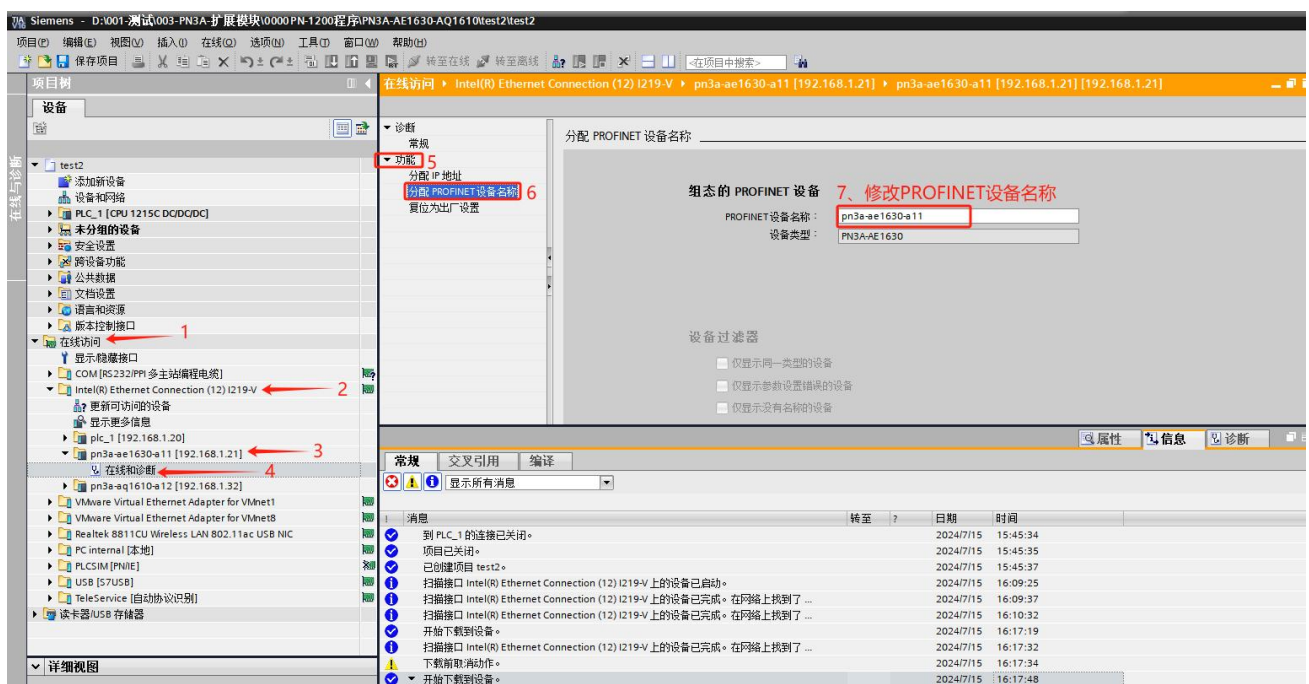 Siemens - D:\001-测试\003-PN3A-扩展模块\0000PN-1200程序\PN3A-AE1630-AQ1610\test2\test2
项目(P) 编辑(E) 视图(V) 插入(I) 在线(O) 选项(N) 工具(T) 窗口(W) 帮助(H)
保存项目 转至在线 转至离线 <在项目中搜索>
项目树
在线访问 Intel(R) Ethernet Connection (12) I219-V pn3a-ae1630-a11 [192.168.1.21] pn3a-ae1630-a11 [192.168.1.21] [192.168.1.21]
设备
在线与诊断
test2
添加新设备
设备和网络
PLC_1 [CPU 1215C DC/DC/DC]
未分组的设备
安全设置
跨设备功能
公共数据
文档设置
语言和资源
版本控制接口
在线访问 1
显示/隐藏接口
COM [RS232/PPI 多主站编程电缆]
Intel(R) Ethernet Connection (12) I219-V 2
更新可访问的设备
显示更多信息
plc_1 [192.168.1.20]
pn3a-ae1630-a11 [192.168.1.21] 3
在线和诊断 4
pn3a-aq1610-a12 [192.168.1.32]
VMware Virtual Ethernet Adapter for VMnet1
VMware Virtual Ethernet Adapter for VMnet8
Realtek 8811CU Wireless LAN 802.11ac USB NIC
PC internal [本地]
PLCSIM [PN/IE]
USB [S7USB]
TeleService [自动协议识别]
读卡器/USB 存储器
详细视图
诊断
常规
功能 5
分配 IP 地址
分配 PROFINET 设备名称 6
复位为出厂设置
分配 PROFINET 设备名称
组态的 PROFINET 设备 7、修改PROFINET设备名称
PROFINET 设备名称: pn3a-ae1630-a11
设备类型: PN3A-AE1630
设备过滤器
仅显示同一类型的设备
仅显示参数设置错误的设备
仅显示没有名称的设备
属性 信息 诊断
常规 交叉引用 编译
显示所有消息
! 消息 转至 ? 日期 时间
到 PLC_1 的连接已关闭。 2024/7/15 15:45:34
项目已关闭。 2024/7/15 15:45:35
已创建项目 test2。 2024/7/15 15:45:37
扫描接口 Intel(R) Ethernet Connection (12) I219-V 上的设备已启动。 2024/7/15 16:09:25
扫描接口 Intel(R) Ethernet Connection (12) I219-V 上的设备已完成。在网络上找到了 ... 2024/7/15 16:09:37
扫描接口 Intel(R) Ethernet Connection (12) I219-V 上的设备已完成。在网络上找到了 ... 2024/7/15 16:10:32
开始下载到设备。 2024/7/15 16:17:19
扫描接口 Intel(R) Ethernet Connection (12) I219-V 上的设备已完成。在网络上找到了 ... 2024/7/15 16:17:32
下载前取消动作。 2024/7/15 16:17:34
开始下载到设备。 2024/7/15 16:17:48